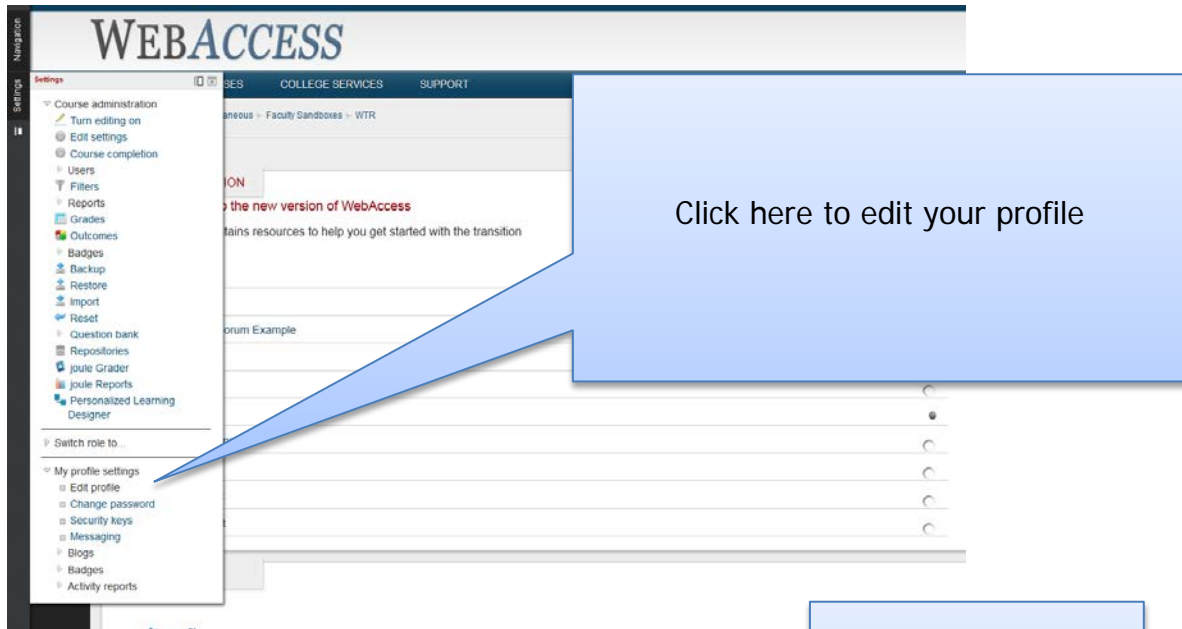 Navigation
Settings
WEBACCESS
Settings
SES COLLEGE SERVICES SUPPORT
Course administration
aneous Faculty Sandboxes WTR
Turn editing on
Edit settings
Course completion
Users
ION
Filters
the new version of WebAccess
Reports
Grades
tains resources to help you get started with the transition
Outcomes
Badges
Backup
Restore
Import
Reset
orum Example
Question bank
Repositories
joule Grader
joule Reports
Personalized Learning
Designer
Switch role to...
My profile settings
Edit profile
Change password
Security keys
Messaging
Blogs
Badges
Activity reports
Click here to edit your profile